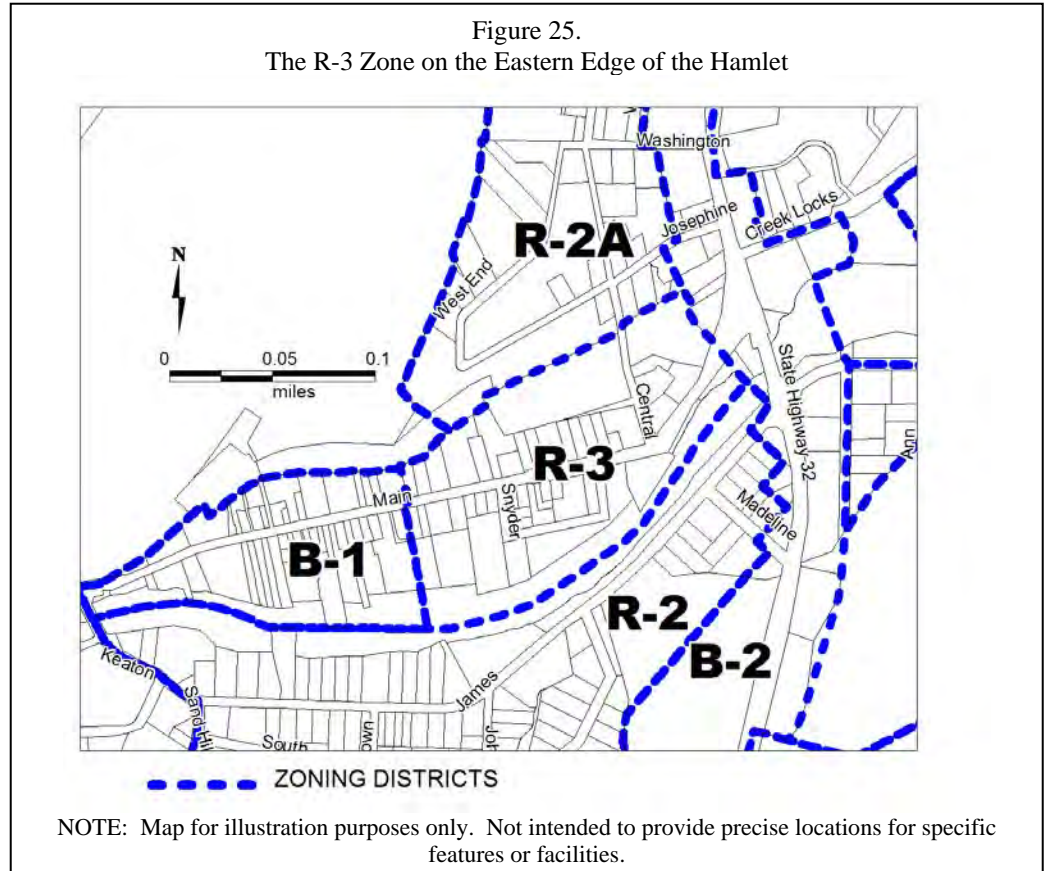 Figure 25.
The R-3 Zone on the Eastern Edge of the Hamlet
Washington
Creek Locks
Josephine
R-2A
West End
N
0 0.05 0.1
miles
State Highway 32
Central
Ann
R-3
Main
Snyder
Madeline
B-1
R-2
B-2
Keaton
James
Sand Hil
South
own
Joh
ZONING DISTRICTS
NOTE: Map for illustration purposes only. Not intended to provide precise locations for specific
features or facilities.